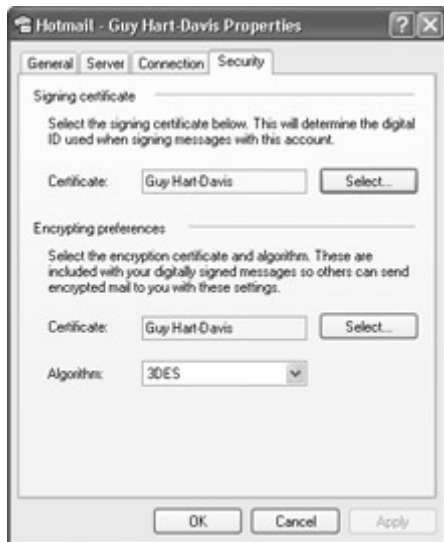 Hotmail - Guy Hart-Davis Properties
General Server Connection Security
Signing certificate
Select the signing certificate below. This will determine the digital
ID used when signing messages with this account.
Certificate: Guy Hart-Davis Select...
Encrypting preferences
Select the encryption certificate and algorithm. These are
included with your digitally signed messages so others can send
encrypted mail to you with these settings.
Certificate: Guy Hart-Davis Select...
Algorithm: 3DES
OK Cancel Apply